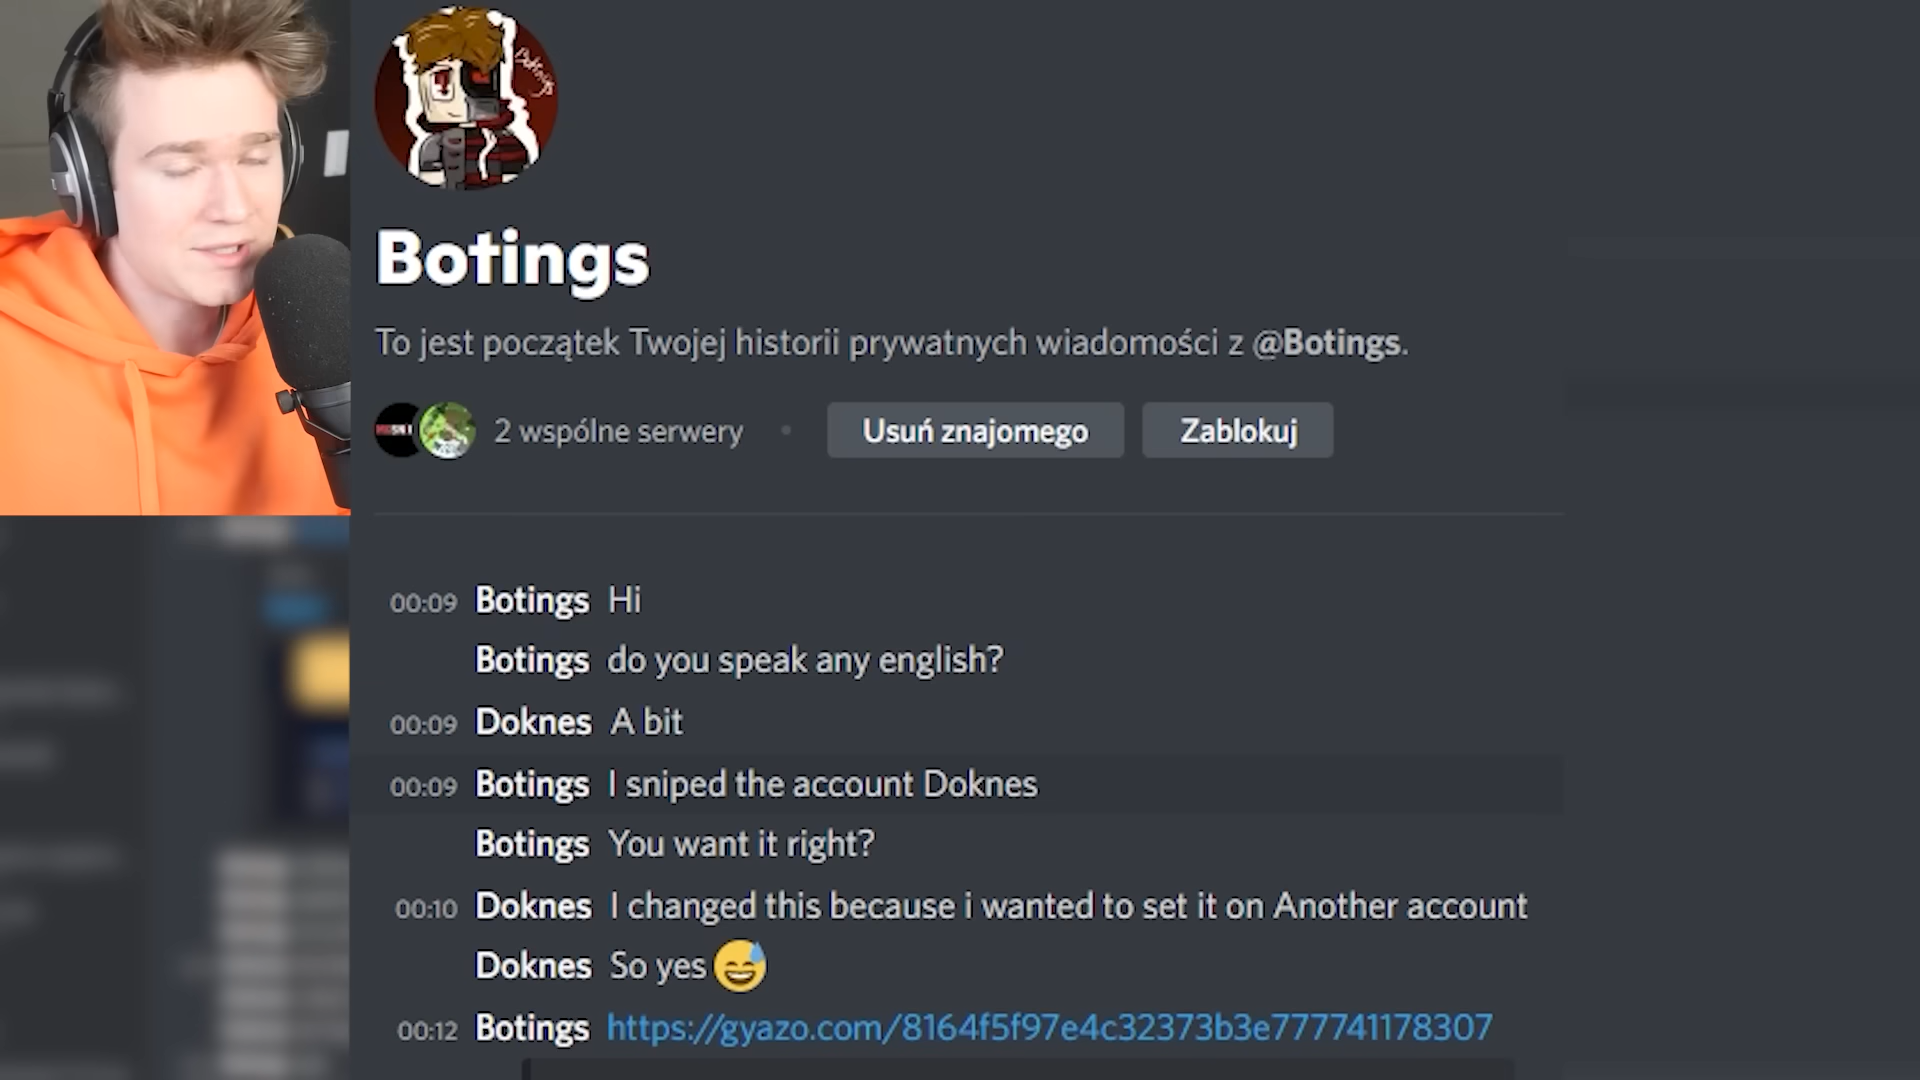 Botings
Botings
To jest początek Twojej historii prywatnych wiadomości z @Botings.
2 wspólne serwery • Usuń znajomego Zablokuj
00:09 Botings Hi
Botings do you speak any english?
00:09 Doknes A bit
00:09 Botings I sniped the account Doknes
Botings You want it right?
00:10 Doknes I changed this because i wanted to set it on Another account
Doknes So yes 😅
00:12 Botings https://gyazo.com/8164f5f97e4c32373b3e777741178307